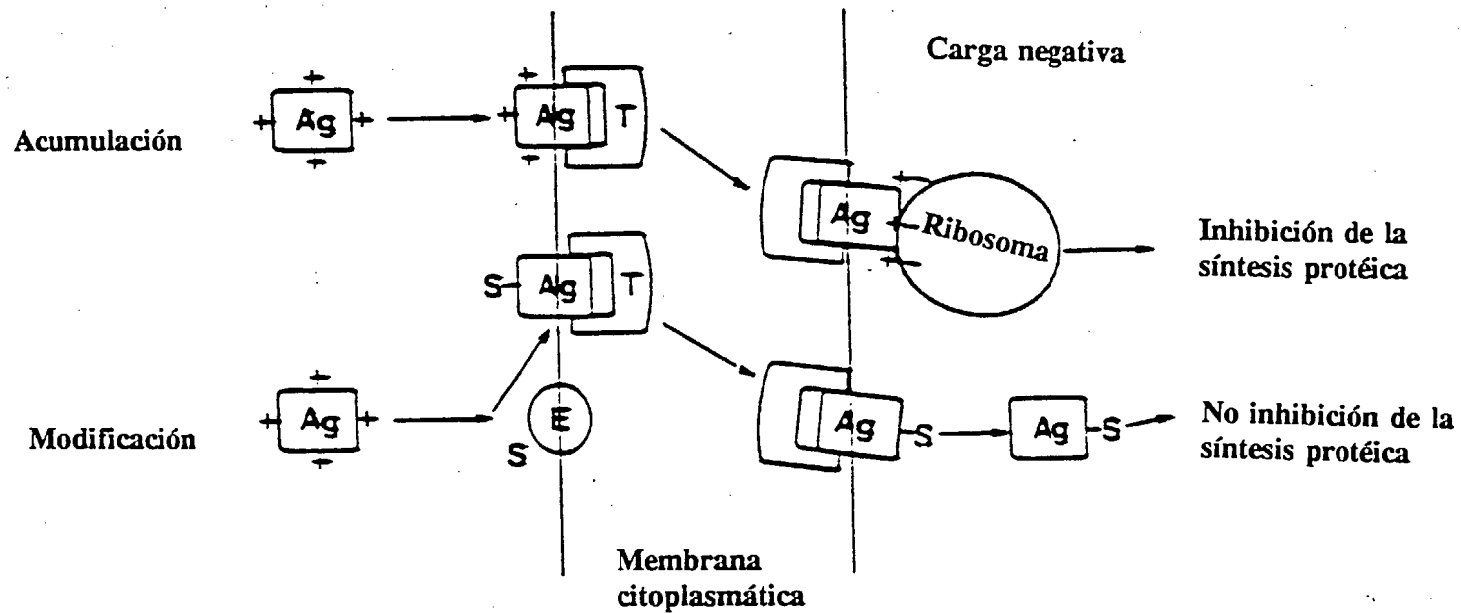 Carga negativa
Acumulación
+
+ Ag +
+
+
+ Ag T
+
+
Ag + Ribosoma
+
Inhibición de la
síntesis protéica
S Ag T
Modificación
+
+ Ag +
+
E
S
Ag S
Ag S
No inhibición de la
síntesis protéica
Membrana
citoplasmática